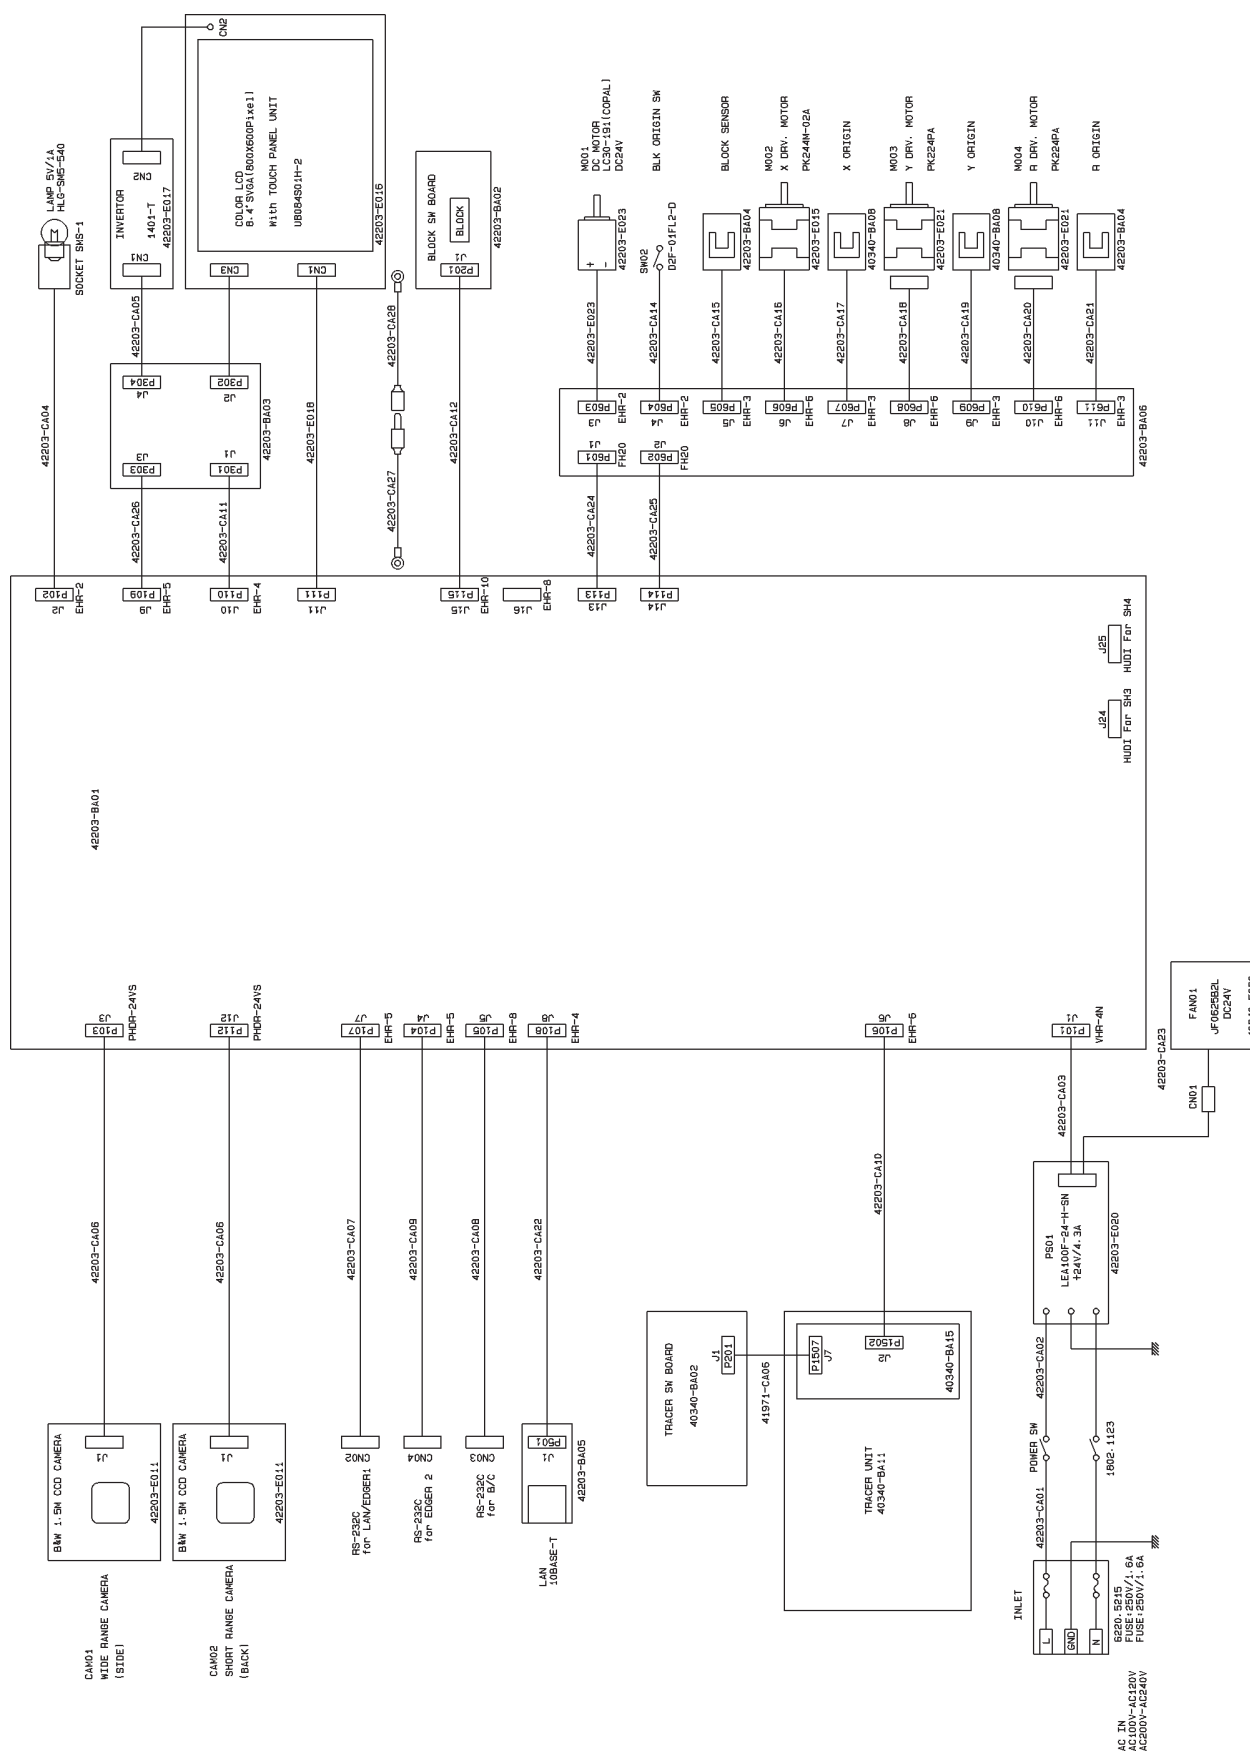 CAM01
WIDE RANGE CAMERA
(SIDE)
B&W 1.5M CCD CAMERA
J1
42203-E011
42203-CA06
P103
J3
PHDR-24VS
CAM02
SHORT RANGE CAMERA
(BACK)
B&W 1.5M CCD CAMERA
J1
42203-E011
42203-CA06
P112
J12
PHDR-24VS
RS-232C
for LAN/EDGER1
CN02
42203-CA07
P107
J7
EHR-5
RS-232C
for EDGER 2
CN04
42203-CA09
P104
J4
EHR-5
RS-232C
for B/C
CN03
42203-CA08
P105
J5
EHR-8
LAN
10BASE-T
J1
P501
42203-BA05
42203-CA22
P108
J8
EHR-4
TRACER SW BOARD
40340-BA02
J1
P201
41971-CA06
TRACER UNIT
40340-BA11
P1507
J7
P1502
J2
40340-BA15
42203-CA10
P106
J6
EHR-6
AC IN
AC100V-AC120V
AC200V-AC240V
INLET
L
GND
N
6220.5215
FUSE:250V/1.6A
FUSE:250V/1.6A
42203-CA01
POWER SW
1802.1123
42203-CA02
PS01
LEA100F-24-H-SN
+24V/4.3A
42203-E020
42203-CA03
P101
J1
VHR-4N
CN01
42203-CA23
FAN01
JF0625B2L
DC24V
42203-BA01
J24
HUDI For SH3
J25
HUDI For SH4
P102
J2
EHR-2
42203-CA04
SOCKET SKS-1
LAMP 5V/1A
HLG-SM5-540
P109
J9
EHR-5
42203-CA26
J3
P303
J4
P304
42203-CA05
INVERTOR
1401-T
42203-E017
CN1
CN2
P110
J10
EHR-4
42203-CA11
J1
P301
J2
P302
42203-BA03
CN2
COLOR LCD
8.4"SVGA(800X600Pixel)
With TOUCH PANEL UNIT
UB084S01H-2
CN3
CN1
42203-E016
P111
J11
42203-E018
42203-CA27
42203-CA28
P115
J15
EHR-10
42203-CA12
BLOCK SW BOARD
BLOCK
J1
P201
42203-BA02
J16
EHR-8
P113
J13
42203-CA24
J1
P601
FH20
P114
J14
42203-CA25
J2
P602
FH20
42203-BA06
P603
J3
EHR-2
42203-E023
+
-
42203-E023
M001
DC MOTOR
LC30-191(COPAL)
DC24V
P604
J4
EHR-2
42203-CA14
SW02
D2F-01FL2-D
BLK ORIGIN SW
P605
J5
EHR-3
42203-CA15
42203-BA04
BLOCK SENSOR
P606
J6
EHR-6
42203-CA16
42203-E015
M002
X DRV. MOTOR
PK244M-02A
P607
J7
EHR-3
42203-CA17
40340-BA08
X ORIGIN
P608
J8
EHR-6
42203-CA18
42203-E021
M003
Y DRV. MOTOR
PK224PA
P609
J9
EHR-3
42203-CA19
40340-BA08
Y ORIGIN
P610
J10
EHR-6
42203-CA20
42203-E021
M004
R DRV. MOTOR
PK224PA
P611
J11
EHR-3
42203-CA21
42203-BA04
R ORIGIN